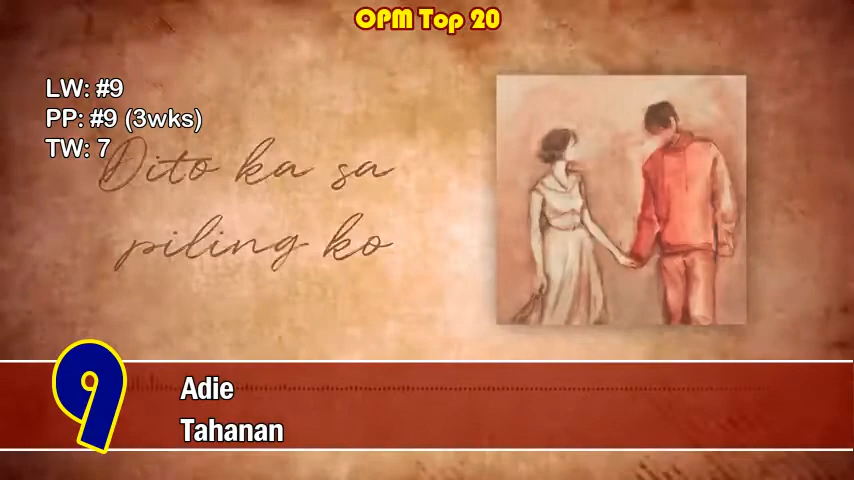 OPM Top 20
LW: #9
PP: #9 (3wks)
TW: 7
Dito ka sa
piling ko
9
Adie
Tahanan